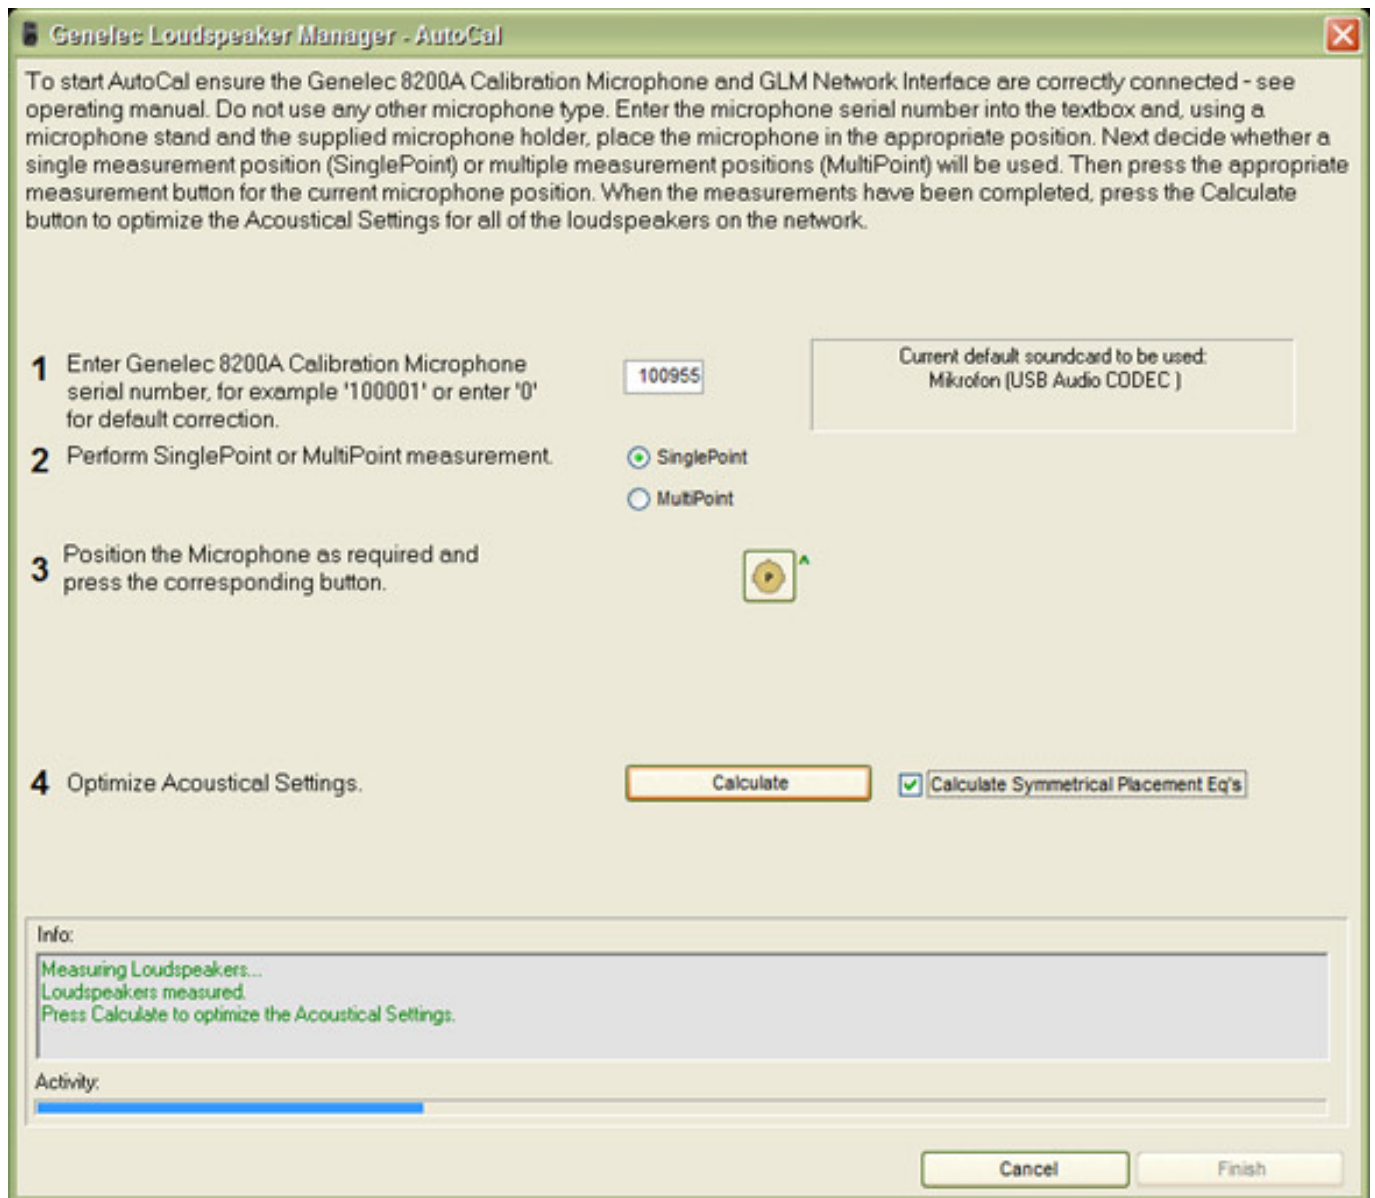 Genelec Loudspeaker Manager - AutoCal
To start AutoCal ensure the Genelec 8200A Calibration Microphone and GLM Network Interface are correctly connected - see
operating manual. Do not use any other microphone type. Enter the microphone serial number into the textbox and, using a
microphone stand and the supplied microphone holder, place the microphone in the appropriate position. Next decide whether a
single measurement position (SinglePoint) or multiple measurement positions (MultiPoint) will be used. Then press the appropriate
measurement button for the current microphone position. When the measurements have been completed, press the Calculate
button to optimize the Acoustical Settings for all of the loudspeakers on the network.
1 Enter Genelec 8200A Calibration Microphone
serial number, for example '100001' or enter '0'
for default correction.
100955
Current default soundcard to be used:
Mikrofon (USB Audio CODEC )
2 Perform SinglePoint or MultiPoint measurement.
SinglePoint
MultiPoint
3 Position the Microphone as required and
press the corresponding button.
P ^
4 Optimize Acoustical Settings.
Calculate
Calculate Symmetrical Placement Eq's
Info:
Measuring Loudspeakers...
Loudspeakers measured.
Press Calculate to optimize the Acoustical Settings.
Activity:
Cancel
Finish